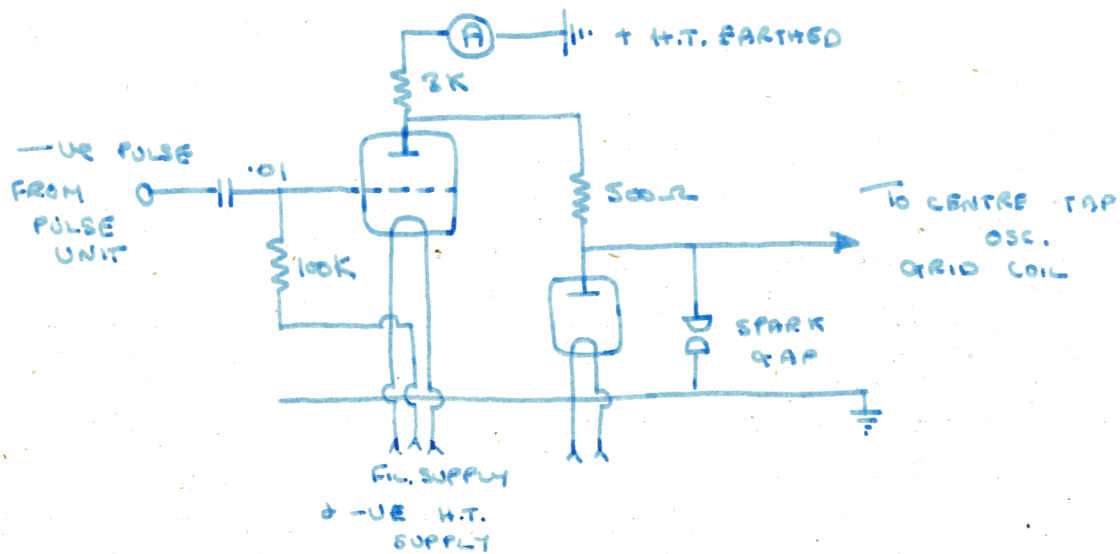 A
+ H.T. EARTHED
3K
-ve PULSE
FROM
PULSE
UNIT
.01
100K
500Ω
TO CENTRE TAP
OSC.
GRID COIL
SPARK
GAP
FIL. SUPPLY
& -VE H.T.
SUPPLY